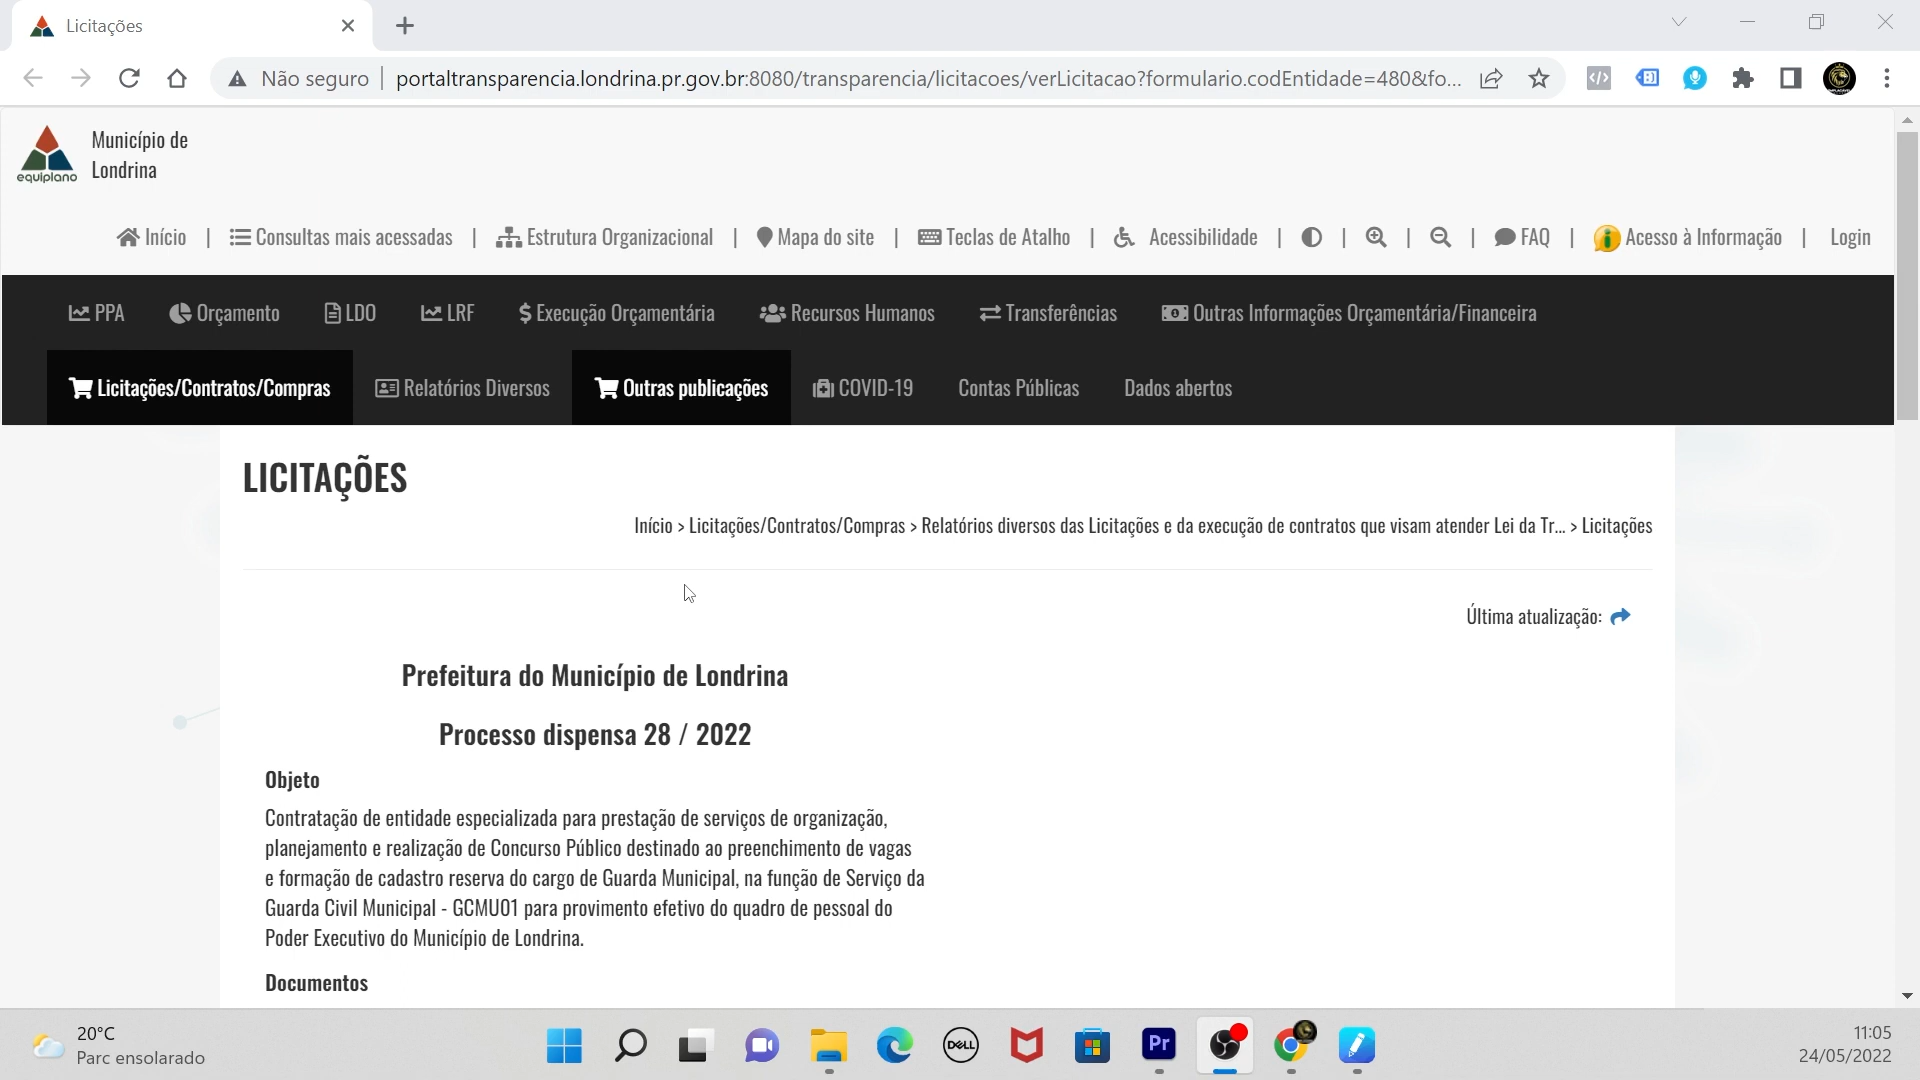 Licitações
Não seguro
portaltransparencia.londrina.pr.gov.br:8080/transparencia/licitacoes/verLicitacao?formulario.codEntidade=480&fo...
equiplano
Município de
Londrina
Início | Consultas mais acessadas | Estrutura Organizacional | Mapa do site | Teclas de Atalho | Acessibilidade | | | | FAQ | Acesso à Informação | Login
PPA Orçamento LDO LRF Execução Orçamentária Recursos Humanos Transferências Outras Informações Orçamentária/Financeira
Licitações/Contratos/Compras Relatórios Diversos Outras publicações COVID-19 Contas Públicas Dados abertos
LICITAÇÕES
Início > Licitações/Contratos/Compras > Relatórios diversos das Licitações e da execução de contratos que visam atender Lei da Tr... > Licitações
Última atualização:
Prefeitura do Município de Londrina
Processo dispensa 28 / 2022
Objeto
Contratação de entidade especializada para prestação de serviços de organização,
planejamento e realização de Concurso Público destinado ao preenchimento de vagas
e formação de cadastro reserva do cargo de Guarda Municipal, na função de Serviço da
Guarda Civil Municipal - GCMU01 para provimento efetivo do quadro de pessoal do
Poder Executivo do Município de Londrina.
Documentos
20°C
Parc ensolarado
DELL
Pr
11:05
24/05/2022